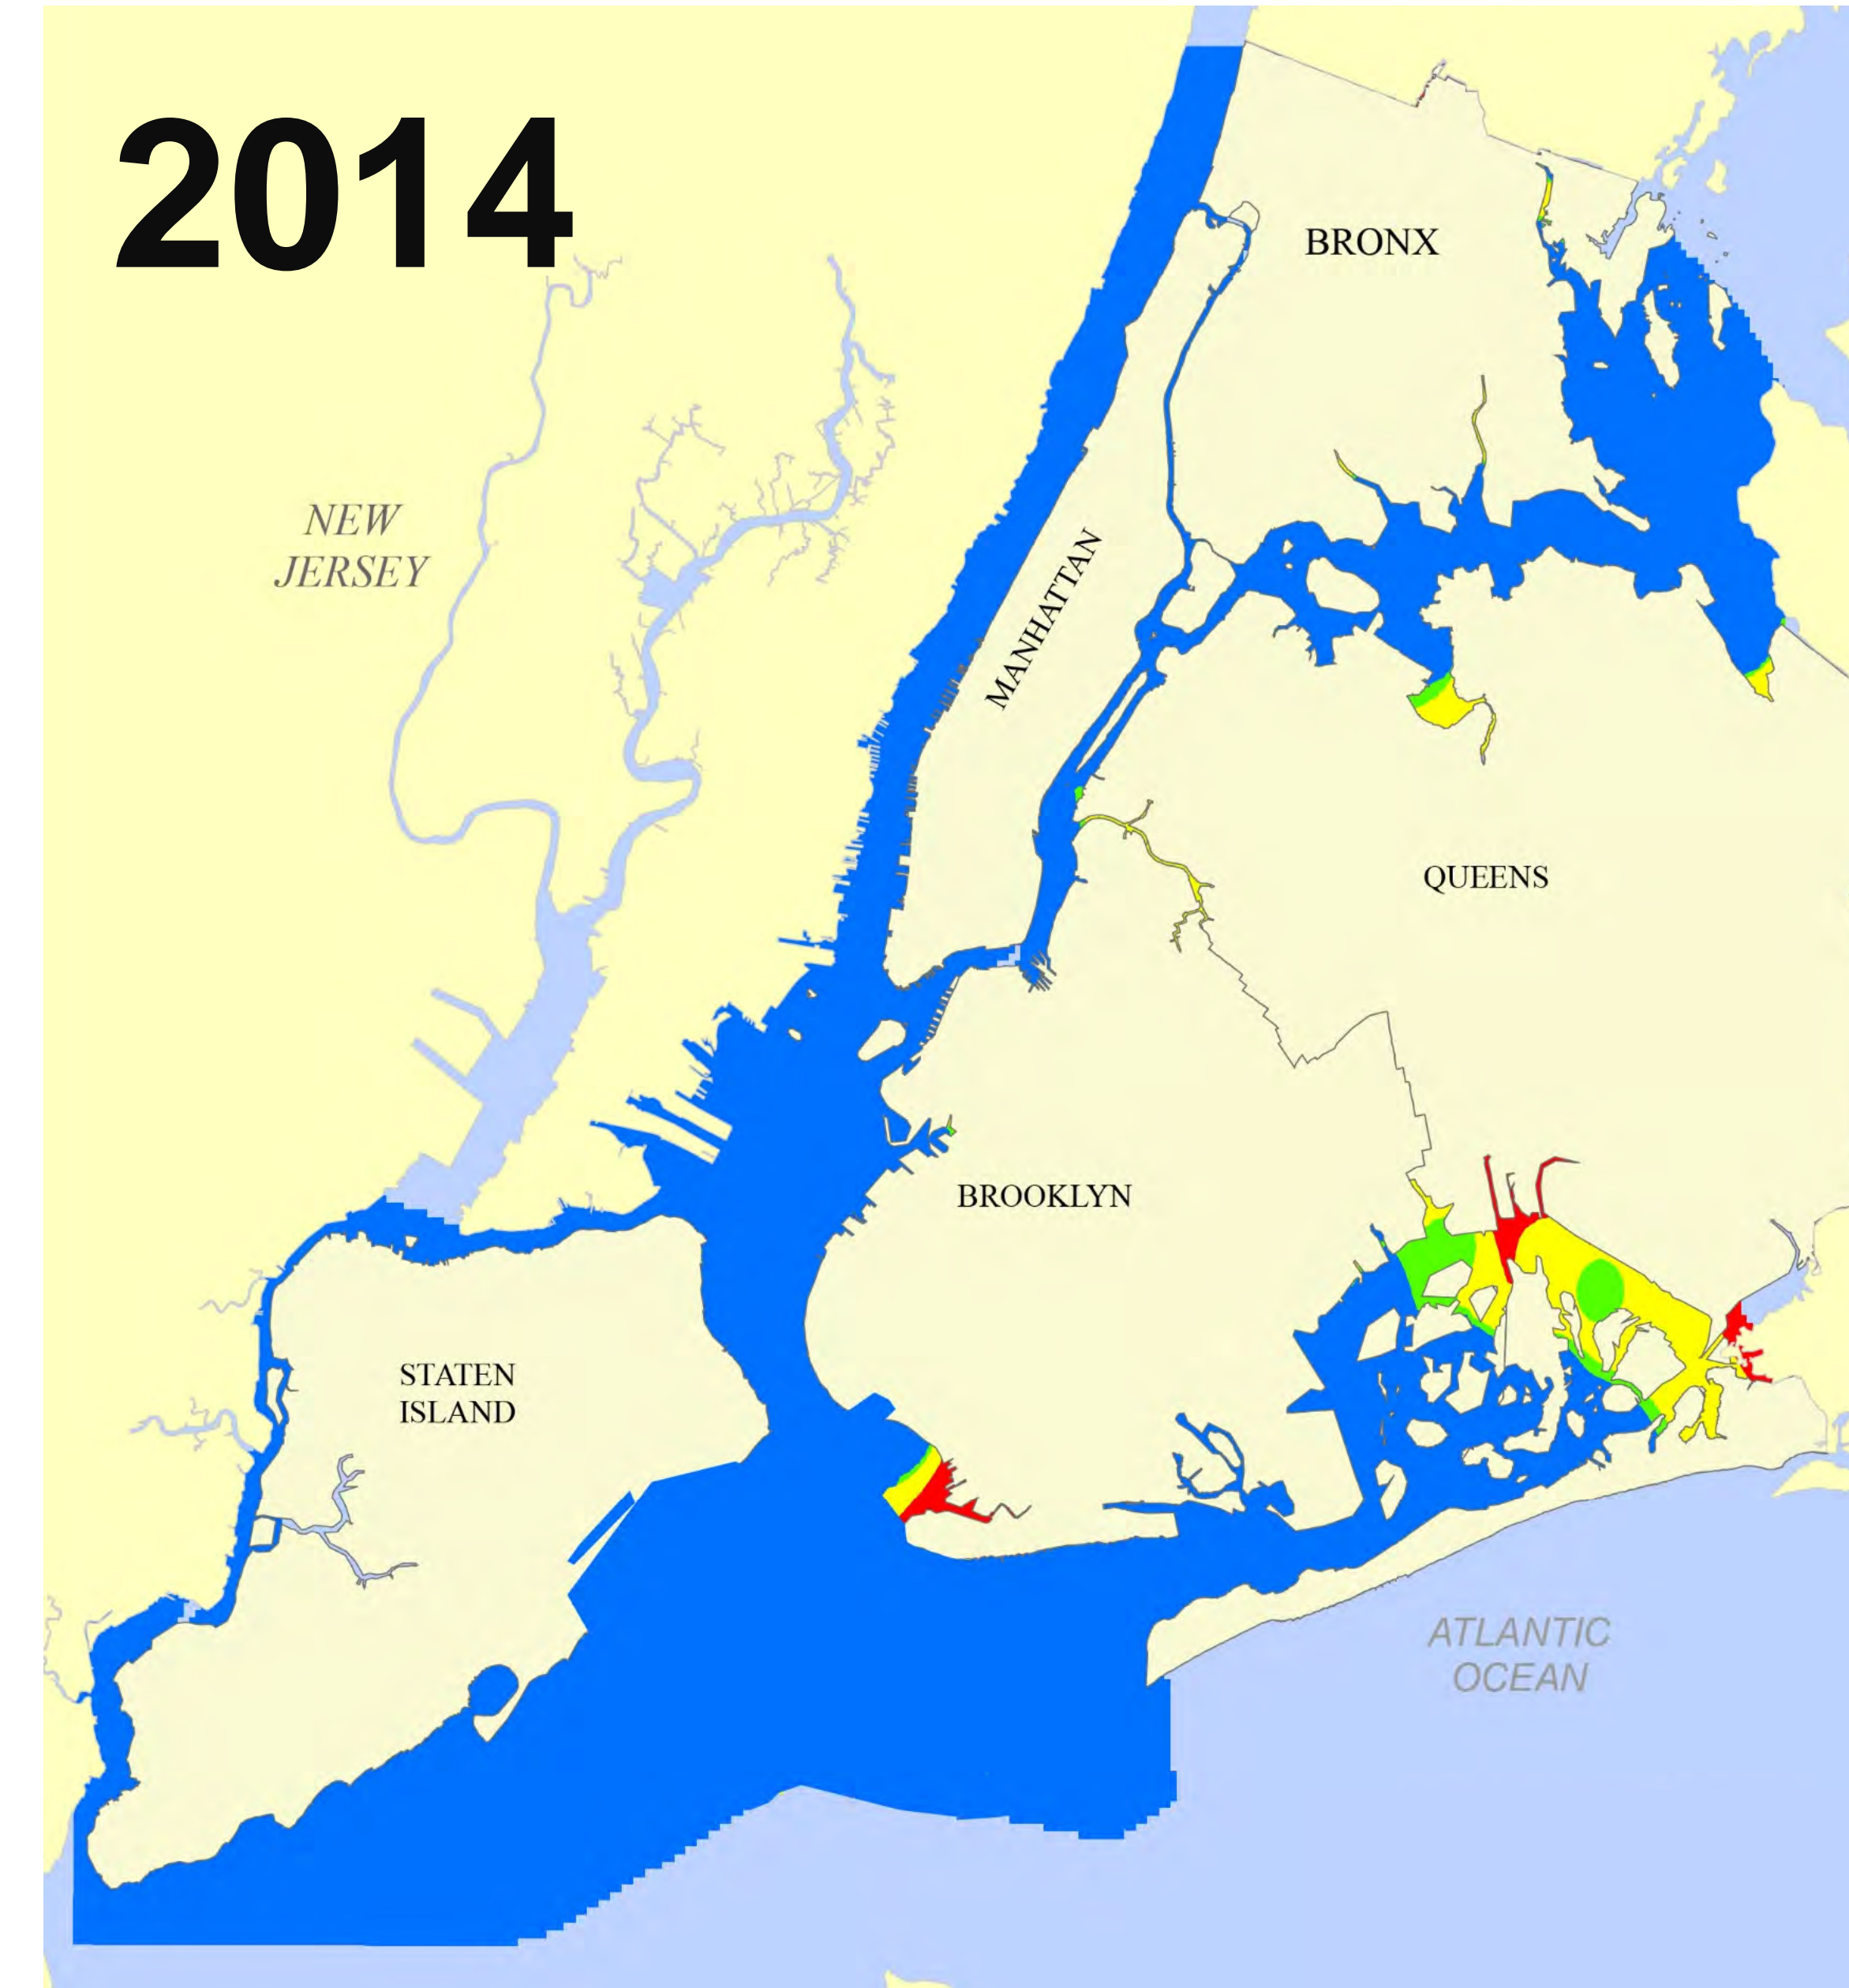 2014
BRONX
NEW
JERSEY
MANHATTAN
QUEENS
BROOKLYN
STATEN
ISLAND
ATLANTIC
OCEAN